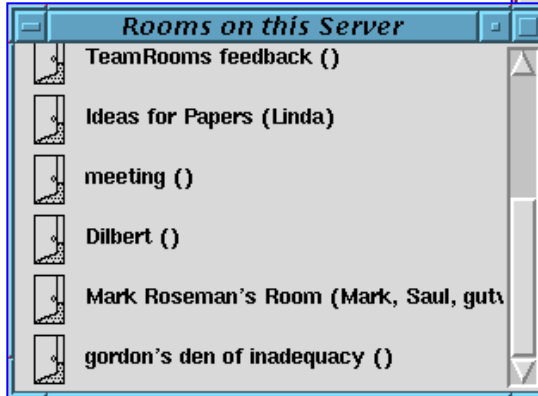 Rooms on this Server
TeamRooms feedback ()
Ideas for Papers (Linda)
meeting ()
Dilbert ()
Mark Roseman's Room (Mark, Saul, gutv
gordon's den of inadequacy ()